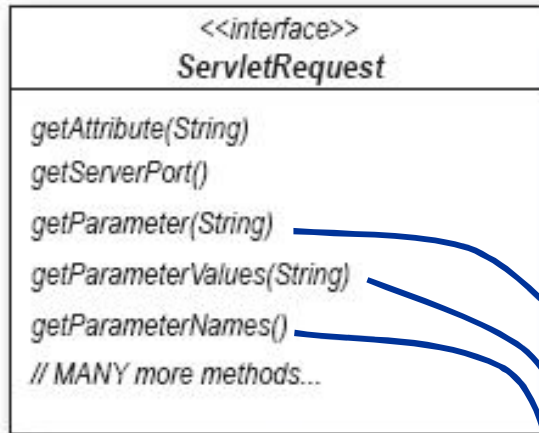 <<interface>>
ServletRequest
getAttribute(String)
getServerPort()
getParameter(String)
getParameterValues(String)
getParameterNames()
// MANY more methods...